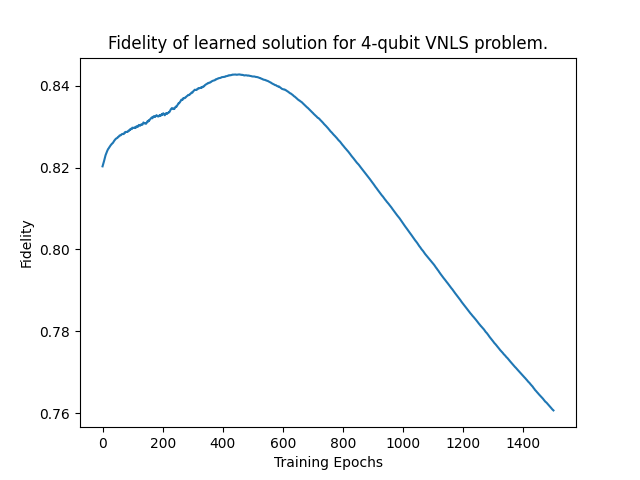 Fidelity of learned solution for 4-qubit VNLS problem.
0.84
0.82
0.80
0.78
0.76
Fidelity
0 200 400 600 800 1000 1200 1400
Training Epochs